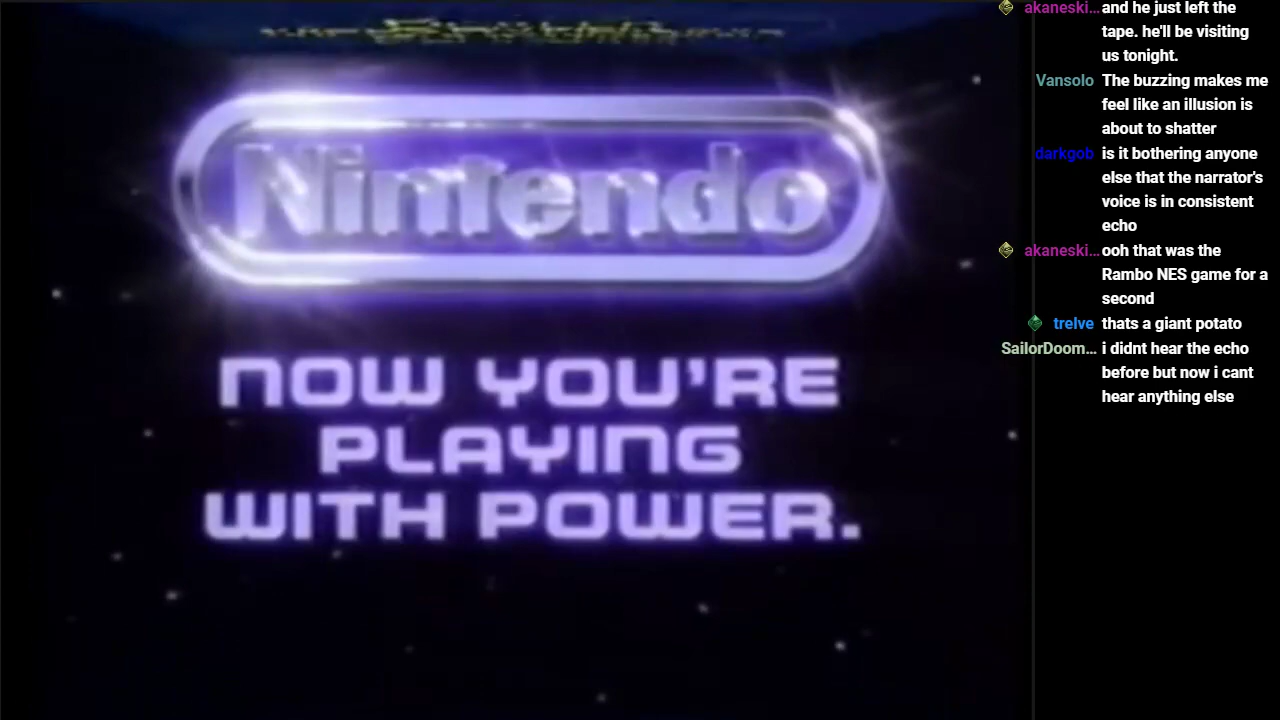 Nintendo
NOW YOU'RE
PLAYING
WITH POWER.
akaneski… and he just left the
tape. he'll be visiting
us tonight.
Vansolo The buzzing makes me
feel like an illusion is
about to shatter
darkgob is it bothering anyone
else that the narrator's
voice is in consistent
echo
akaneski… ooh that was the
Rambo NES game for a
second
trelve thats a giant potato
SailorDoom… i didnt hear the echo
before but now i cant
hear anything else